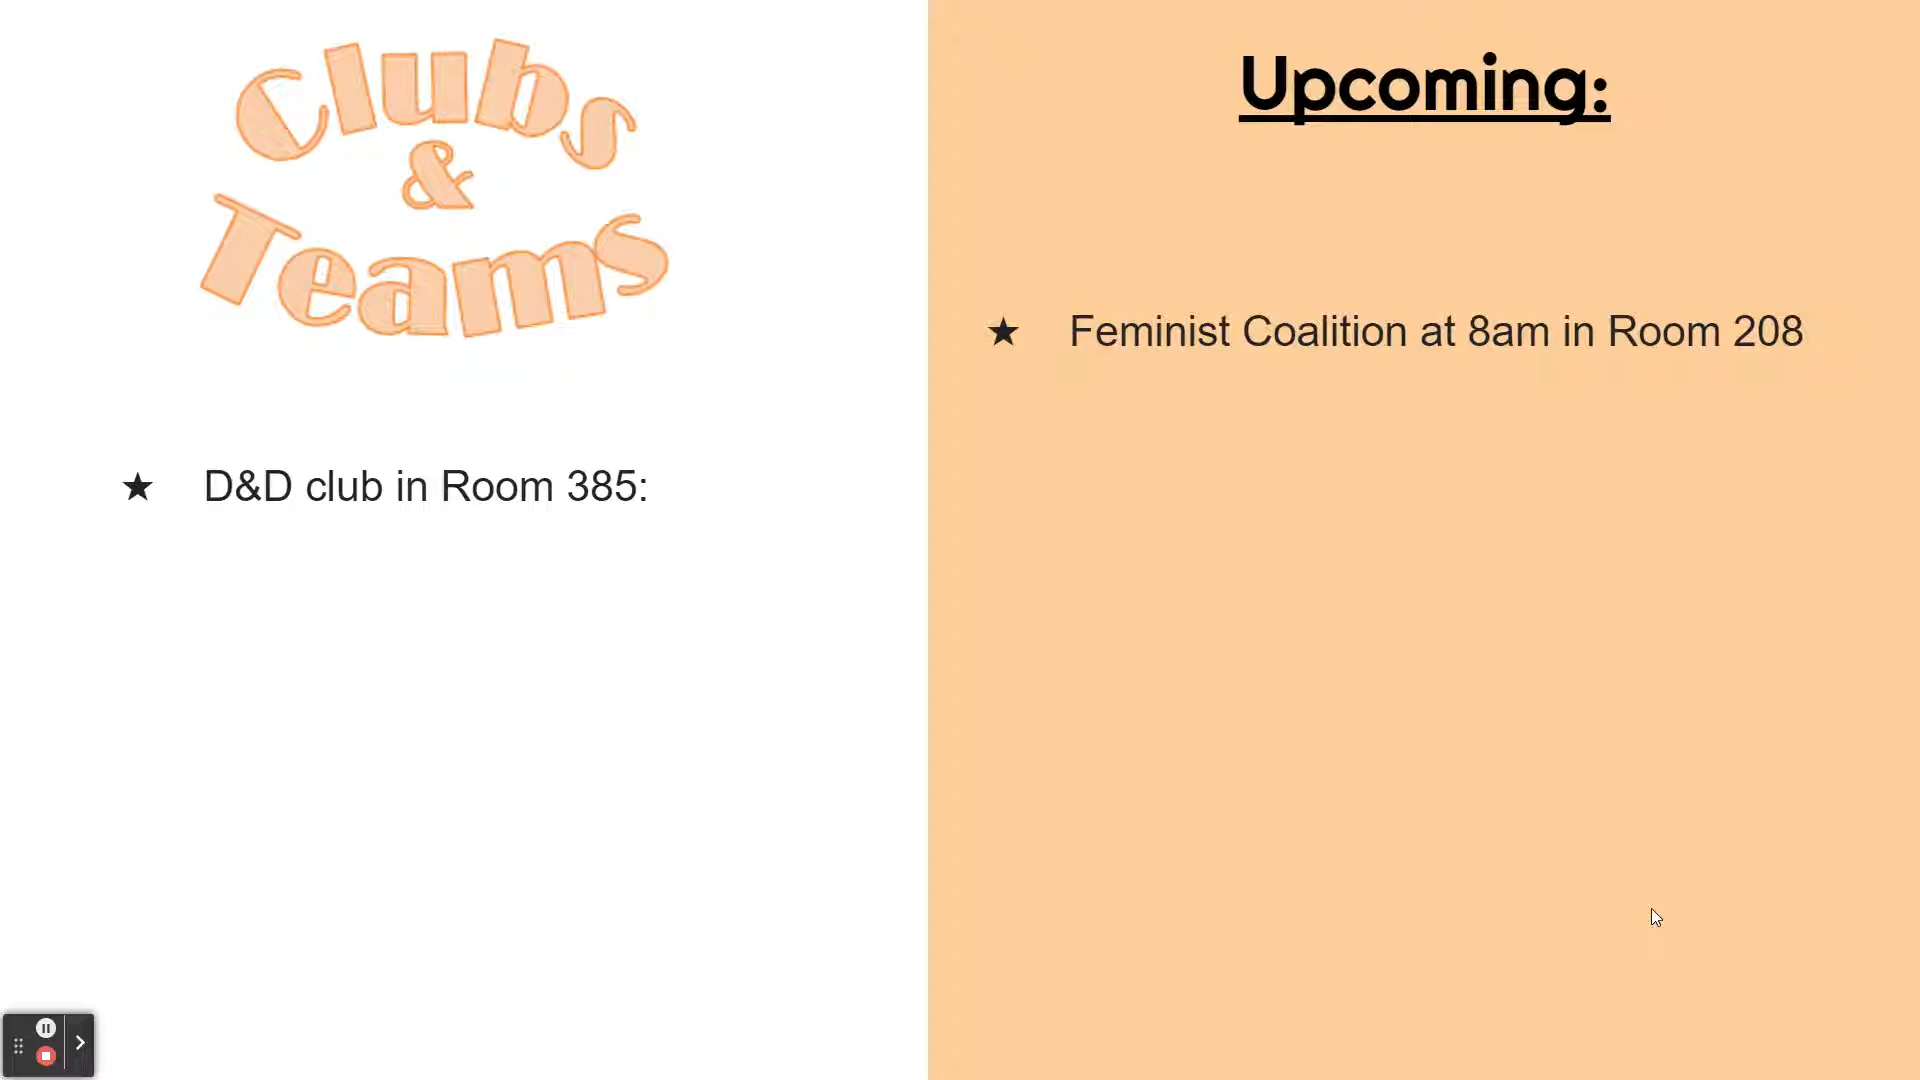 Clubs
&
Teams
★ D&D club in Room 385:
Upcoming:
★ Feminist Coalition at 8am in Room 208